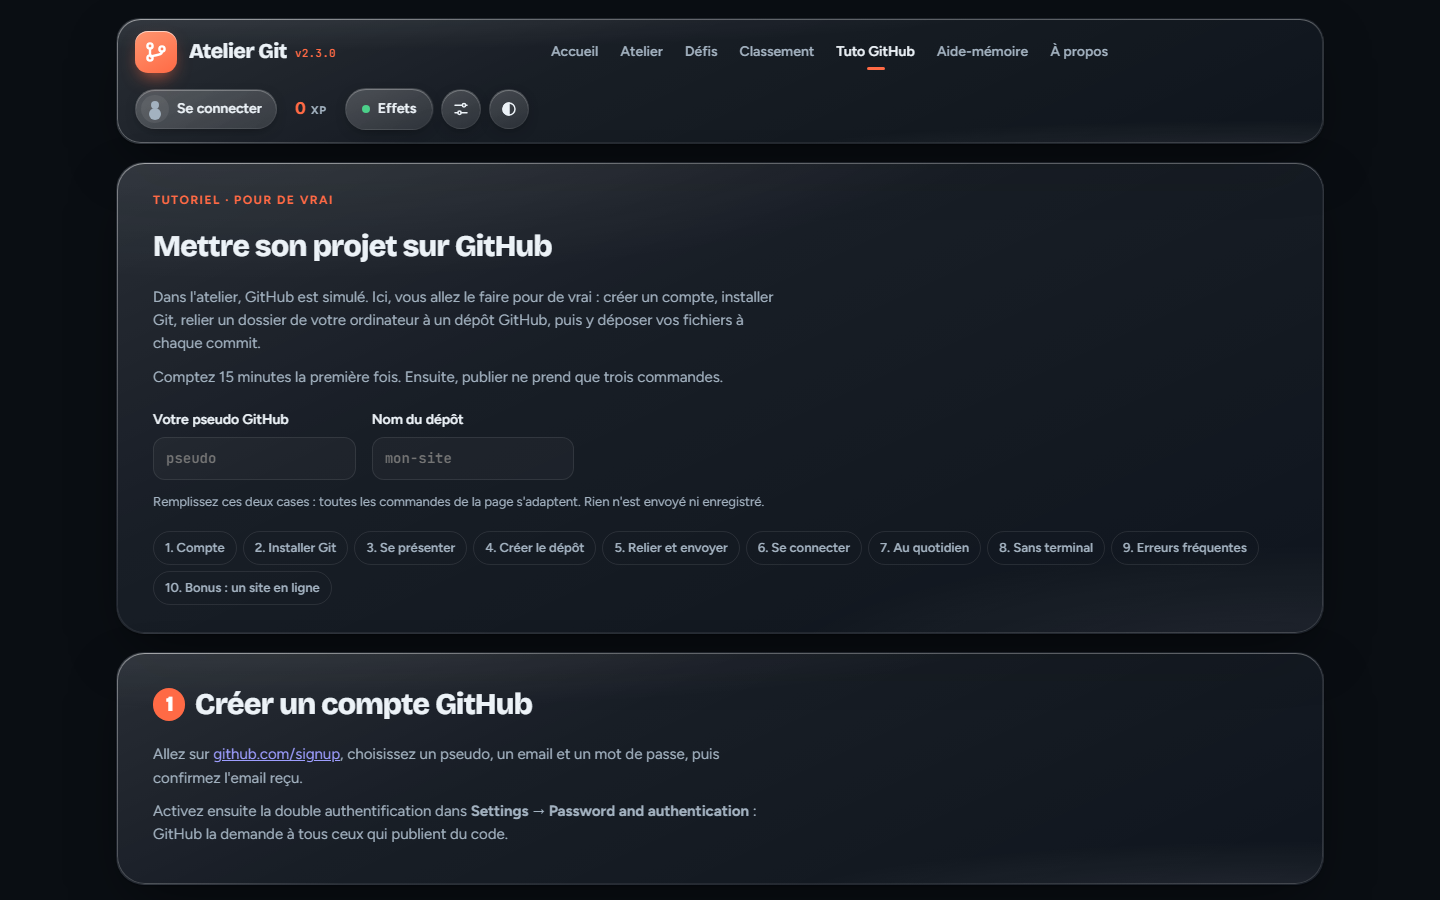 Atelier Git v2.3.0
Accueil Atelier Défis Classement Tuto GitHub Aide-mémoire À propos
Se connecter 0 XP Effets
TUTORIEL · POUR DE VRAI
Mettre son projet sur GitHub
Dans l'atelier, GitHub est simulé. Ici, vous allez le faire pour de vrai : créer un compte, installer
Git, relier un dossier de votre ordinateur à un dépôt GitHub, puis y déposer vos fichiers à
chaque commit.
Comptez 15 minutes la première fois. Ensuite, publier ne prend que trois commandes.
Votre pseudo GitHub Nom du dépôt
pseudo mon-site
Remplissez ces deux cases : toutes les commandes de la page s'adaptent. Rien n'est envoyé ni enregistré.
1. Compte 2. Installer Git 3. Se présenter 4. Créer le dépôt 5. Relier et envoyer 6. Se connecter 7. Au quotidien 8. Sans terminal 9. Erreurs fréquentes
10. Bonus : un site en ligne
1 Créer un compte GitHub
Allez sur github.com/signup, choisissez un pseudo, un email et un mot de passe, puis
confirmez l'email reçu.
Activez ensuite la double authentification dans Settings → Password and authentication :
GitHub la demande à tous ceux qui publient du code.